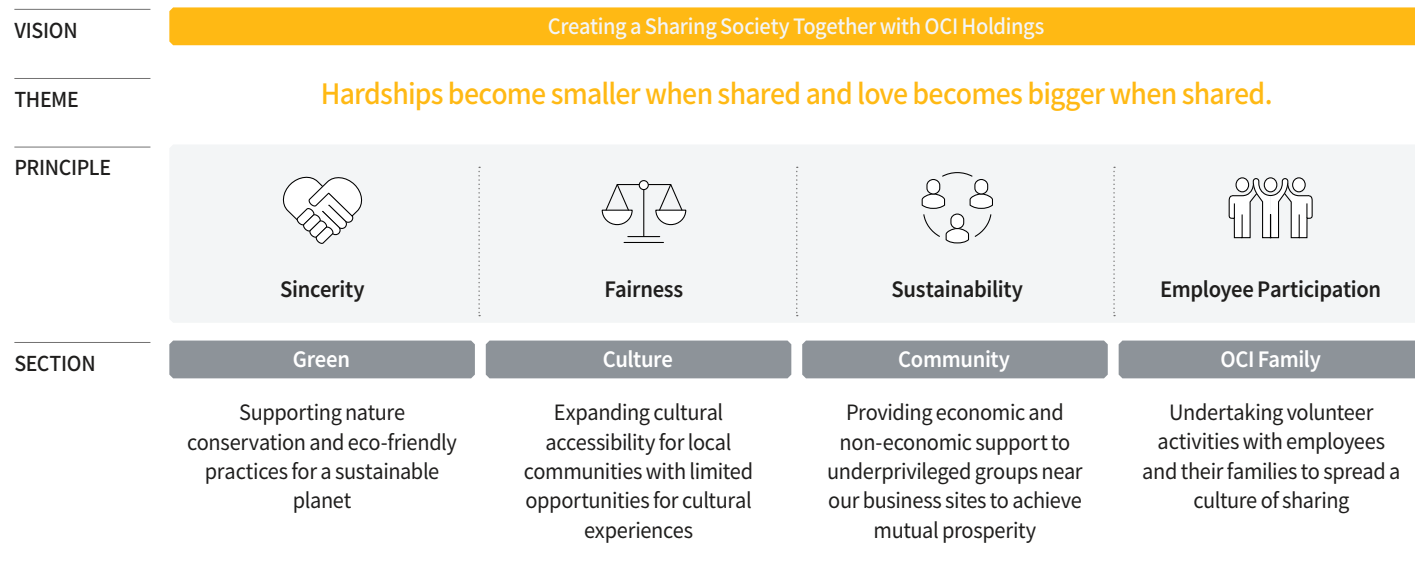 VISION
Creating a Sharing Society Together with OCI Holdings
THEME
Hardships become smaller when shared and love becomes bigger when shared.
PRINCIPLE
Sincerity
Fairness
Sustainability
Employee Participation
SECTION
Green
Supporting nature
conservation and eco-friendly
practices for a sustainable
planet
Culture
Expanding cultural
accessibility for local
communities with limited
opportunities for cultural
experiences
Community
Providing economic and
non-economic support to
underprivileged groups near
our business sites to achieve
mutual prosperity
OCI Family
Undertaking volunteer
activities with employees
and their families to spread a
culture of sharing